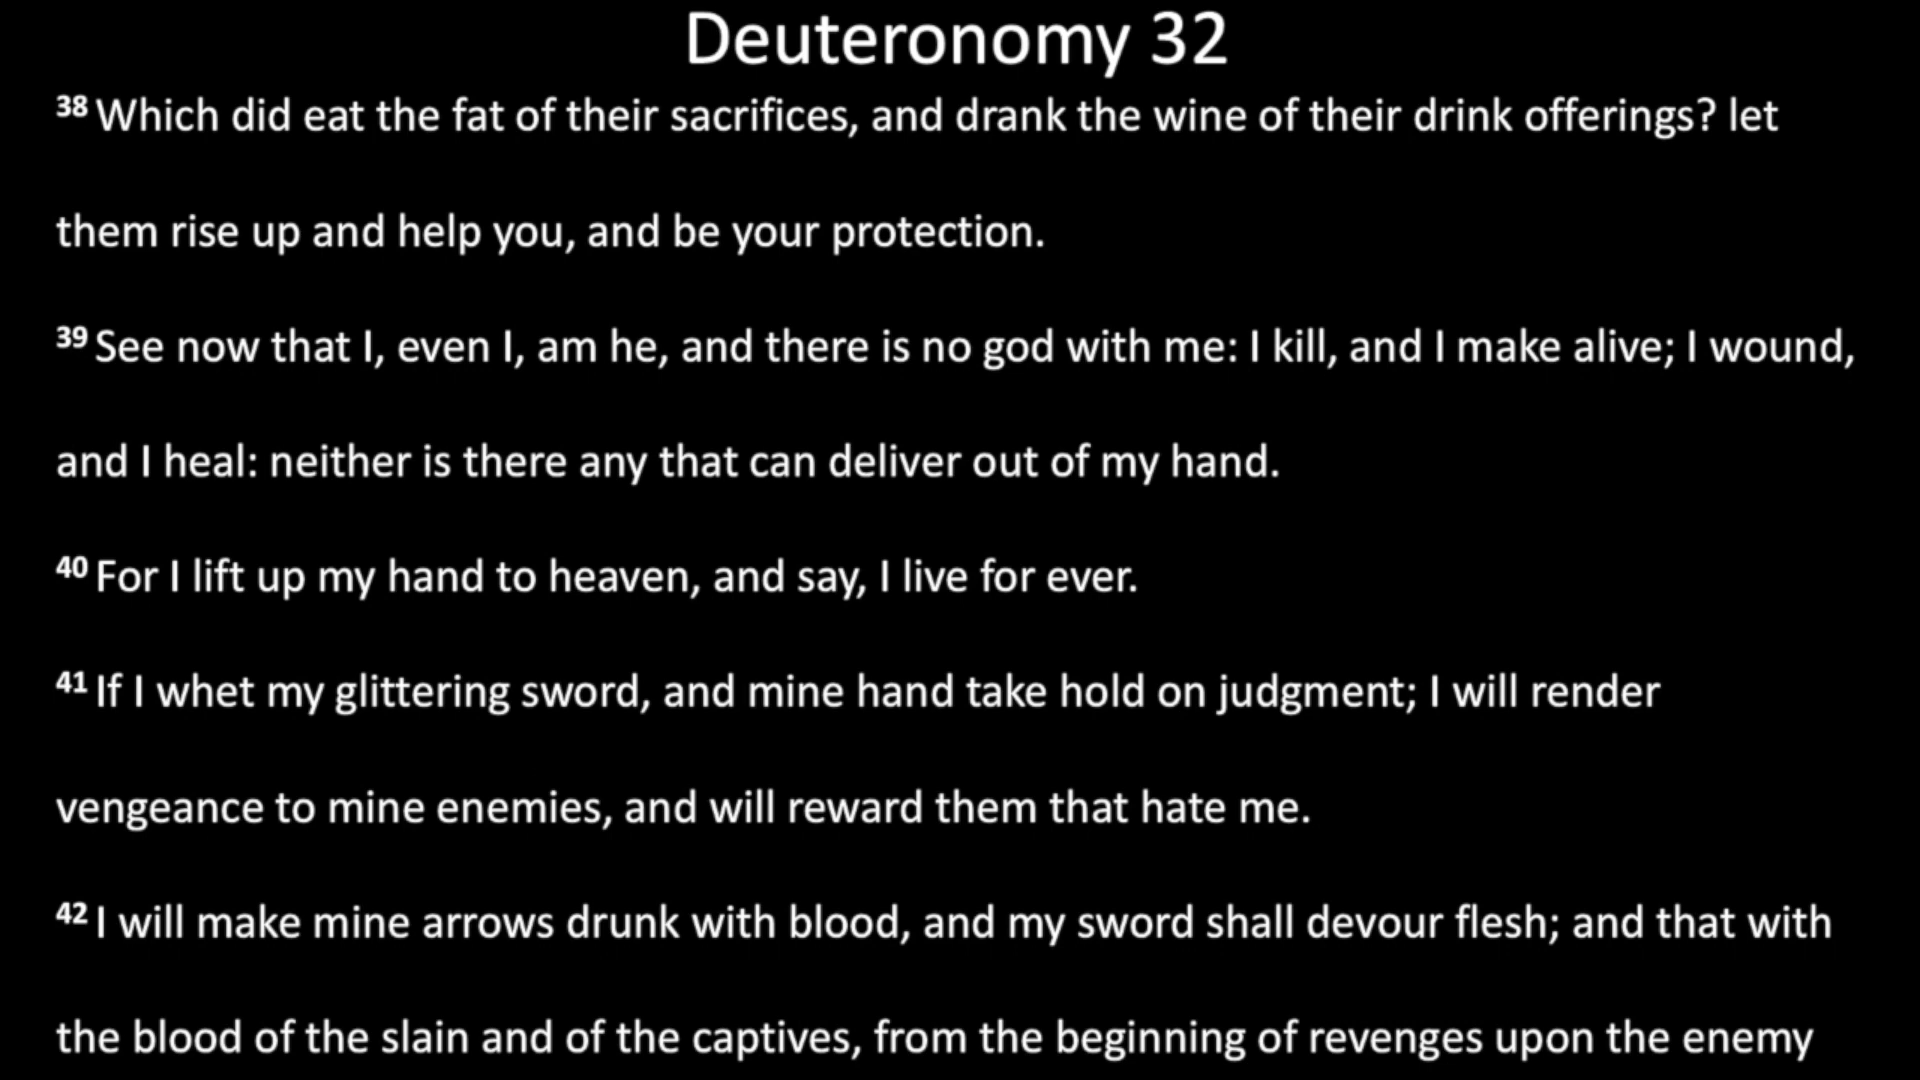 Deuteronomy 32
38 Which did eat the fat of their sacrifices, and drank the wine of their drink offerings? let
them rise up and help you, and be your protection.
39 See now that I, even I, am he, and there is no god with me: I kill, and I make alive; I wound,
and I heal: neither is there any that can deliver out of my hand.
40 For I lift up my hand to heaven, and say, I live for ever.
41 If I whet my glittering sword, and mine hand take hold on judgment; I will render
vengeance to mine enemies, and will reward them that hate me.
42 I will make mine arrows drunk with blood, and my sword shall devour flesh; and that with
the blood of the slain and of the captives, from the beginning of revenges upon the enemy